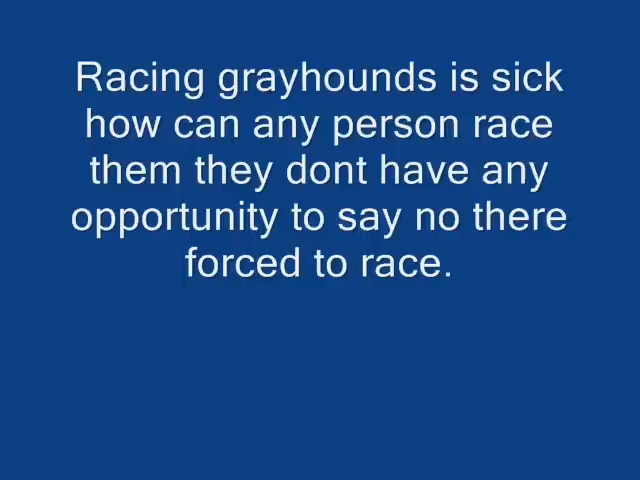 Racing grayhounds is sick
how can any person race
them they dont have any
opportunity to say no there
forced to race.